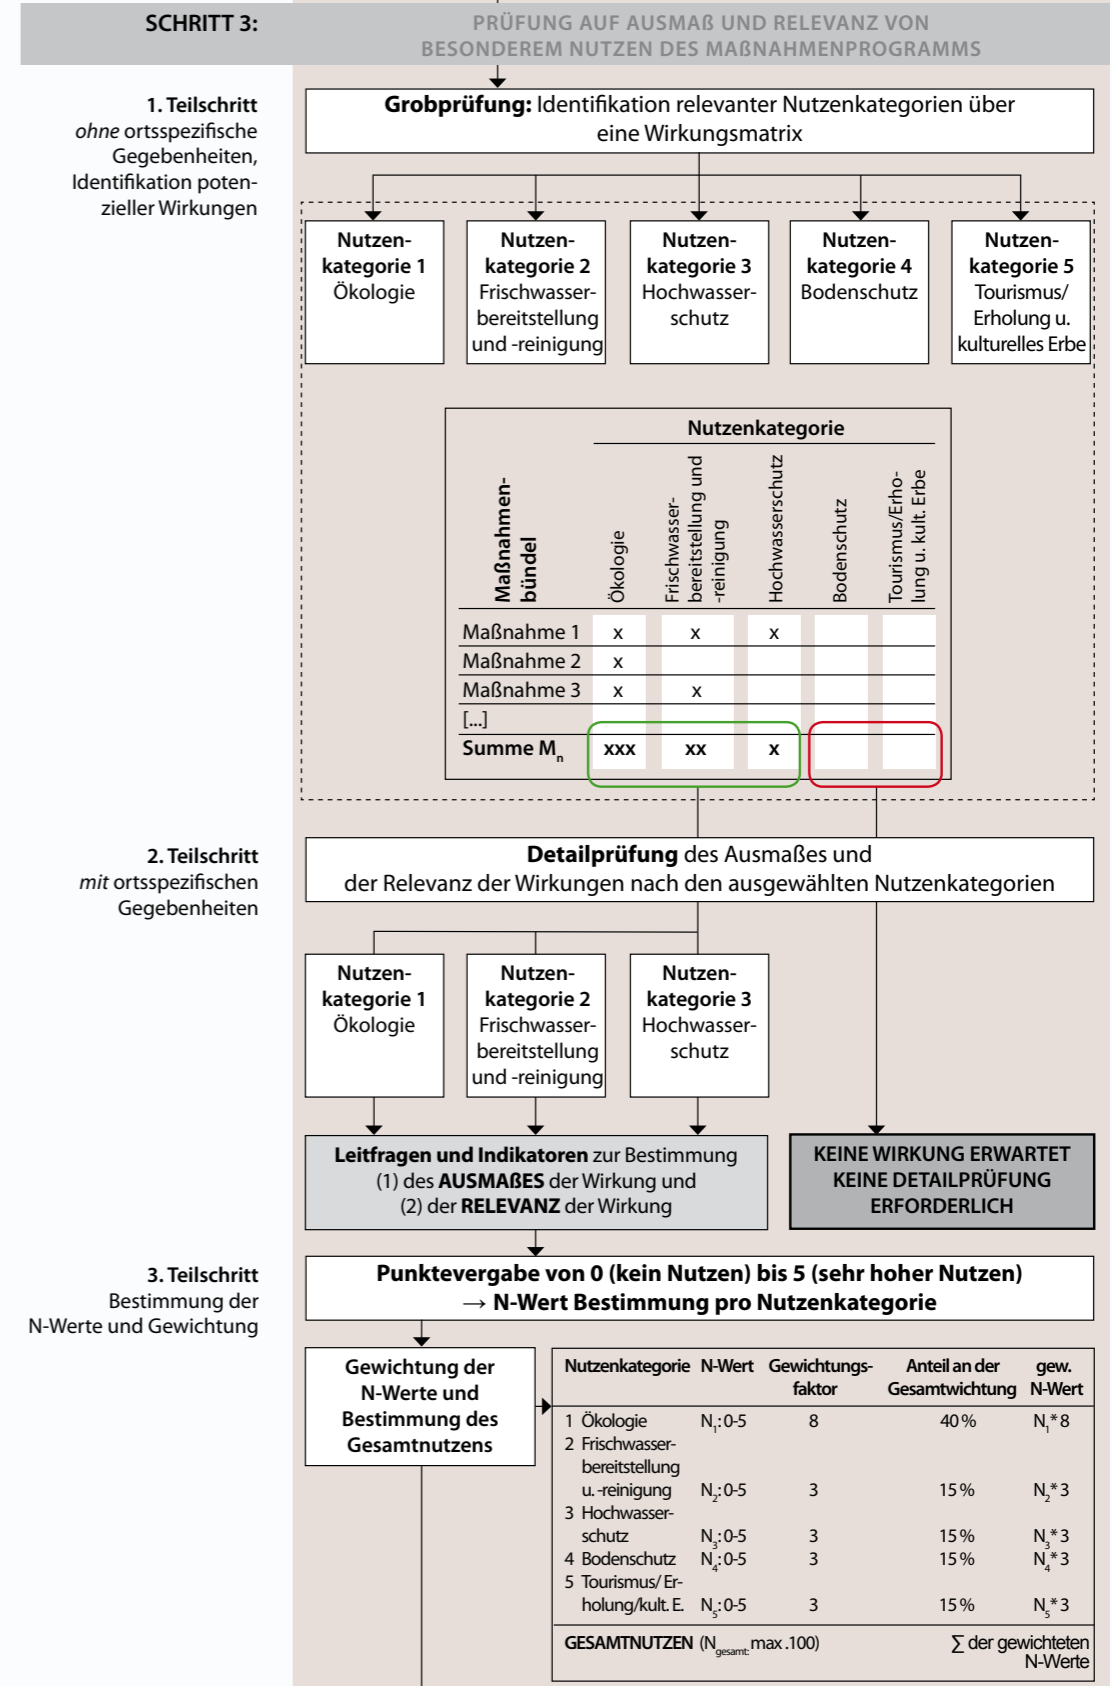 SCHRITT 3:
PRÜFUNG AUF AUSMAß UND RELEVANZ VON
BESONDEREM NUTZEN DES MAßNAHMENPROGRAMMS
1. Teilschritt
ohne ortsspezifische
Gegebenheiten,
Identifikation poten-
zieller Wirkungen
Grobprüfung: Identifikation relevanter Nutzenkategorien über
eine Wirkungsmatrix
Nutzen-
kategorie 1
Ökologie
Nutzen-
kategorie 2
Frischwasser-
bereitstellung
und -reinigung
Nutzen-
kategorie 3
Hochwasser-
schutz
Nutzen-
kategorie 4
Bodenschutz
Nutzen-
kategorie 5
Tourismus/
Erholung u.
kulturelles Erbe
Nutzenkategorie
Maßnahmen-
bündel
Ökologie
Frischwasser-
bereitstellung und
-reinigung
Hochwasserschutz
Bodenschutz
Tourismus/Erho-
lung u. kult. Erbe
Maßnahme 1 x x x
Maßnahme 2 x
Maßnahme 3 x x
[...]
Summe Mn xxx xx x
2. Teilschritt
mit ortsspezifischen
Gegebenheiten
Detailprüfung des Ausmaßes und
der Relevanz der Wirkungen nach den ausgewählten Nutzenkategorien
Nutzen-
kategorie 1
Ökologie
Nutzen-
kategorie 2
Frischwasser-
bereitstellung
und -reinigung
Nutzen-
kategorie 3
Hochwasser-
schutz
Leitfragen und Indikatoren zur Bestimmung
(1) des AUSMAßES der Wirkung und
(2) der RELEVANZ der Wirkung
KEINE WIRKUNG ERWARTET
KEINE DETAILPRÜFUNG
ERFORDERLICH
3. Teilschritt
Bestimmung der
N-Werte und Gewichtung
Punktevergabe von 0 (kein Nutzen) bis 5 (sehr hoher Nutzen)
→ N-Wert Bestimmung pro Nutzenkategorie
Gewichtung der
N-Werte und
Bestimmung des
Gesamtnutzens
Nutzenkategorie N-Wert Gewichtungs- Anteil an der gew.
faktor Gesamtwichtung N-Wert
1 Ökologie N1: 0-5 8 40 % N1* 8
2 Frischwasser-
bereitstellung
u. -reinigung N2: 0-5 3 15 % N2* 3
3 Hochwasser-
schutz N3: 0-5 3 15 % N3* 3
4 Bodenschutz N4: 0-5 3 15 % N4* 3
5 Tourismus/ Er-
holung/kult. E. N5: 0-5 3 15 % N5* 3
GESAMTNUTZEN (Ngesamt: max .100) ∑ der gewichteten
N-Werte